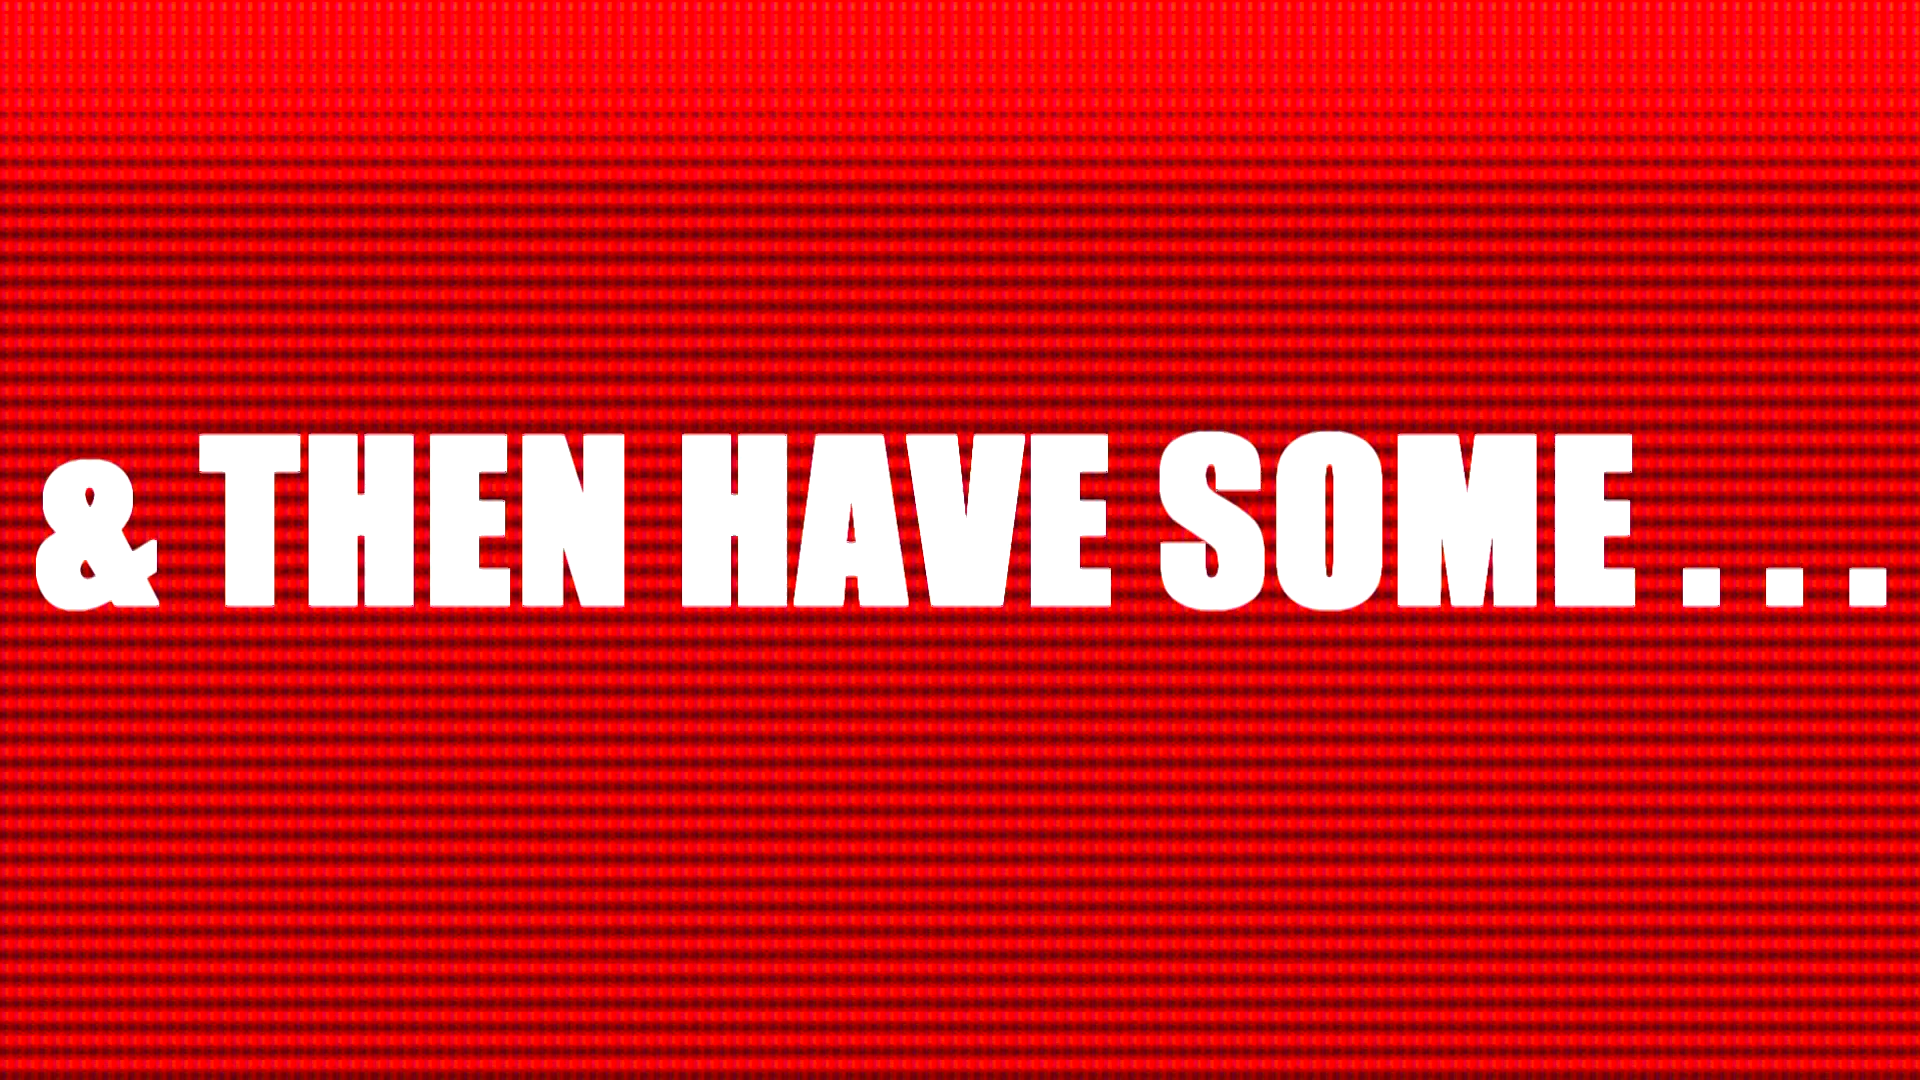 & THEN HAVE SOME . . .